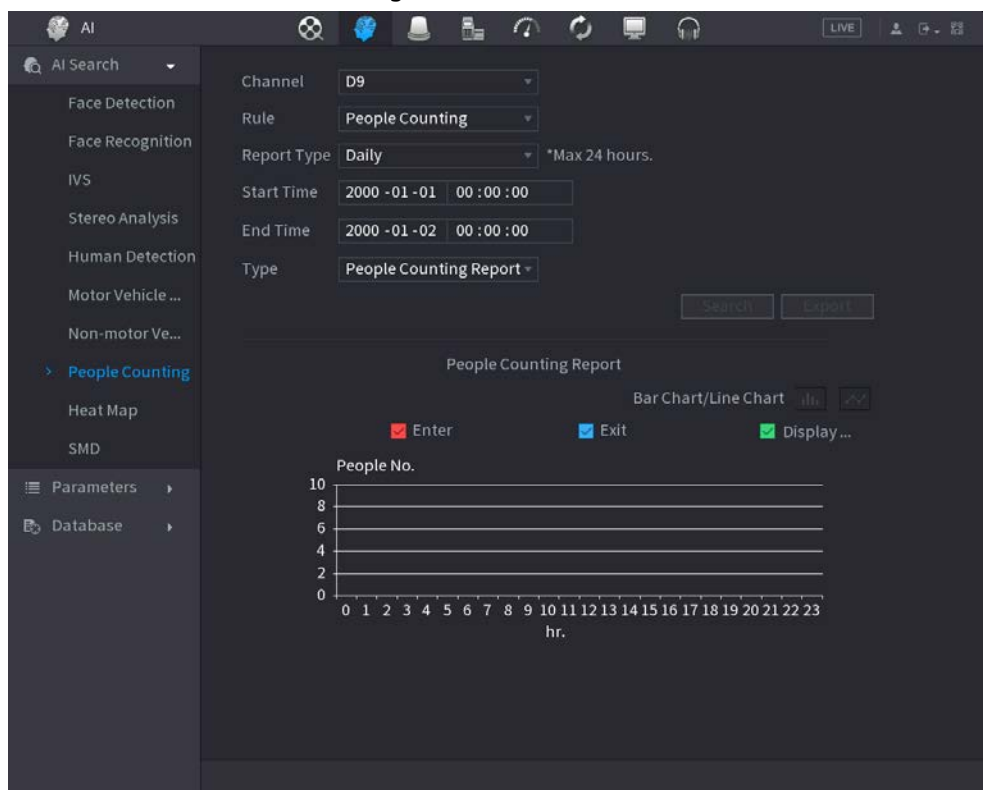 AI
LIVE
AI Search
Face Detection
Face Recognition
IVS
Stereo Analysis
Human Detection
Motor Vehicle ...
Non-motor Ve...
People Counting
Heat Map
SMD
Parameters
Database
Channel D9
Rule People Counting
Report Type Daily *Max 24 hours.
Start Time 2000 -01 -01 00 :00 :00
End Time 2000 -01 -02 00 :00 :00
Type People Counting Report
Search Export
People Counting Report
Bar Chart/Line Chart
Enter Exit Display ...
People No.
10
8
6
4
2
0
0 1 2 3 4 5 6 7 8 9 10 11 12 13 14 15 16 17 18 19 20 21 22 23
hr.